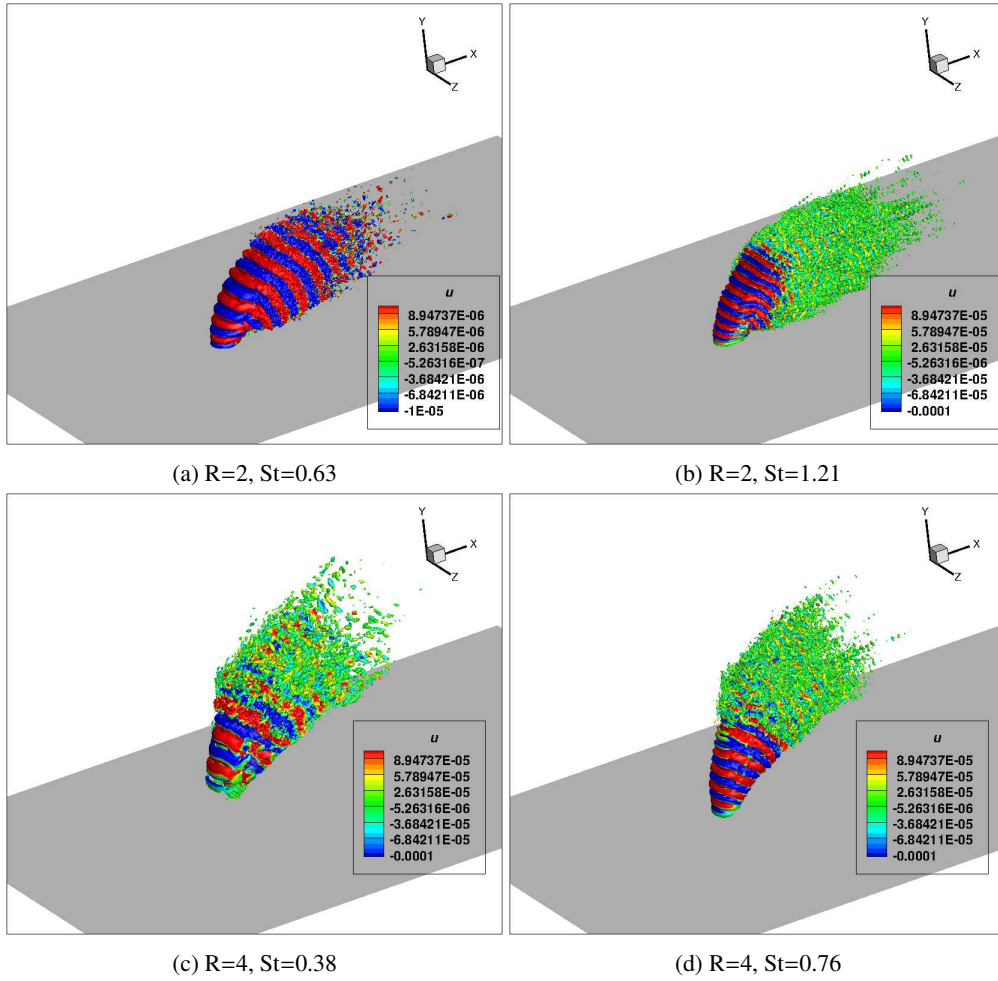 Y
X
Z
u
8.94737E-06
5.78947E-06
2.63158E-06
-5.26316E-07
-3.68421E-06
-6.84211E-06
-1E-05
(a) R=2, St=0.63
Y
X
Z
u
8.94737E-05
5.78947E-05
2.63158E-05
-5.26316E-06
-3.68421E-05
-6.84211E-05
-0.0001
(b) R=2, St=1.21
Y
X
Z
u
8.94737E-05
5.78947E-05
2.63158E-05
-5.26316E-06
-3.68421E-05
-6.84211E-05
-0.0001
(c) R=4, St=0.38
Y
X
Z
u
8.94737E-05
5.78947E-05
2.63158E-05
-5.26316E-06
-3.68421E-05
-6.84211E-05
-0.0001
(d) R=4, St=0.76